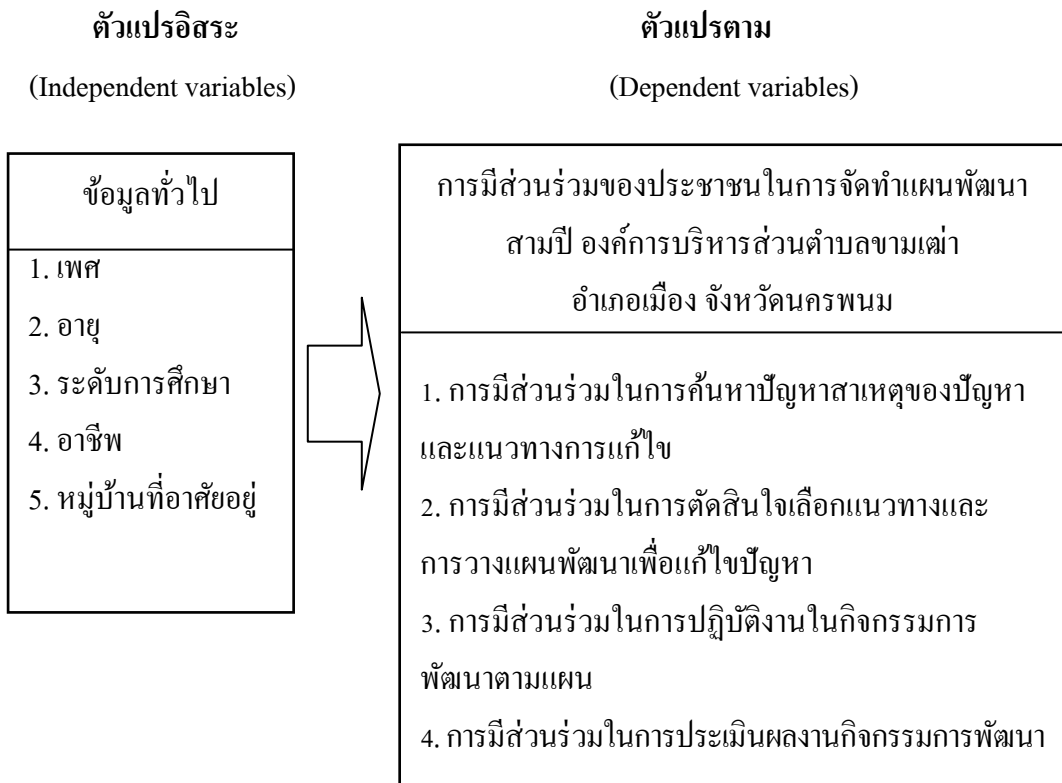 ตัวแปรอิสระ
(Independent variables)
ตัวแปรตาม
(Dependent variables)
ข้อมูลทั่วไป
1. เพศ
2. อายุ
3. ระดับการศึกษา
4. อาชีพ
5. หมู่บ้านที่อาศัยอยู่
การมีส่วนร่วมของประชาชนในการจัดทำแผนพัฒนา
สามปี องค์การบริหารส่วนตำบลขามเฒ่า
อำเภอเมือง จังหวัดนครพนม
1. การมีส่วนร่วมในการค้นหาปัญหาสาเหตุของปัญหา
และแนวทางการแก้ไข
2. การมีส่วนร่วมในการตัดสินใจเลือกแนวทางและ
การวางแผนพัฒนาเพื่อแก้ไขปัญหา
3. การมีส่วนร่วมในการปฏิบัติงานในกิจกรรมการ
พัฒนาตามแผน
4. การมีส่วนร่วมในการประเมินผลงานกิจกรรมการพัฒนา